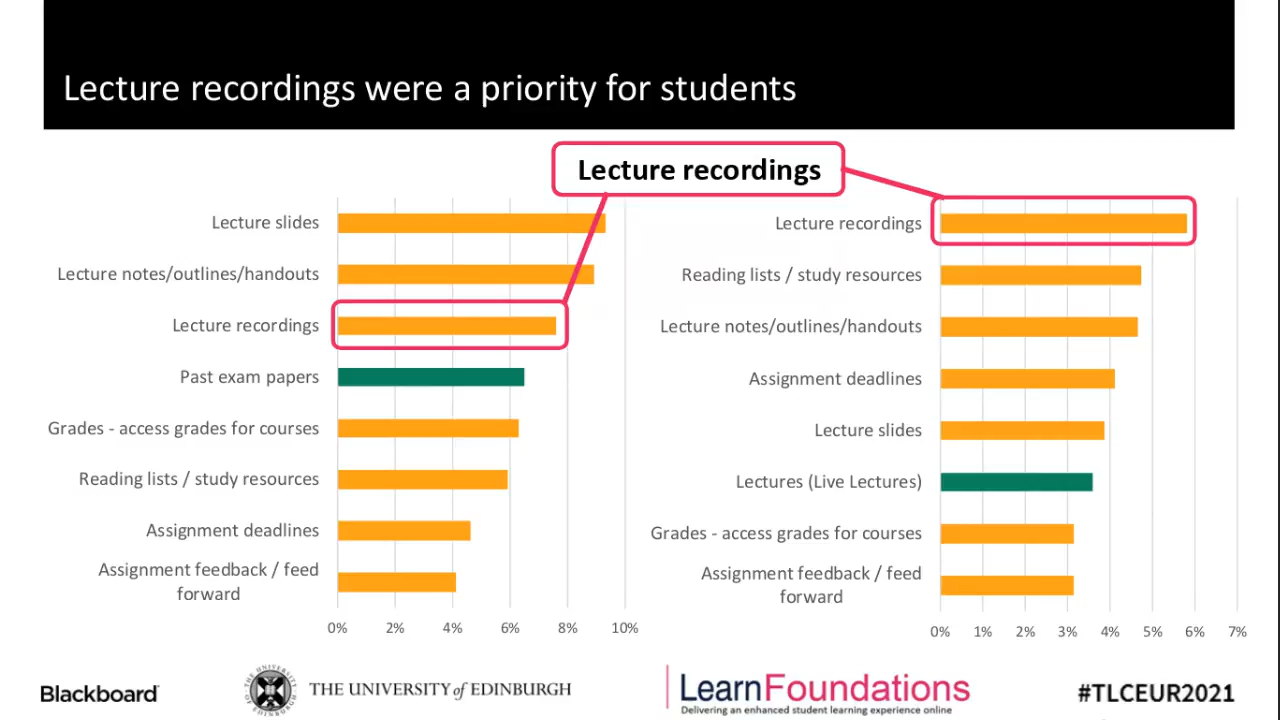 Lecture recordings were a priority for students
Lecture recordings
Lecture slides
Lecture notes/outlines/handouts
Lecture recordings
Past exam papers
Grades - access grades for courses
Reading lists / study resources
Assignment deadlines
Assignment feedback / feed
forward
0% 2% 4% 6% 8% 10%
Lecture recordings
Reading lists / study resources
Lecture notes/outlines/handouts
Assignment deadlines
Lecture slides
Lectures (Live Lectures)
Grades - access grades for courses
Assignment feedback / feed
forward
0% 1% 2% 3% 4% 5% 6% 7%
Blackboard
THE UNIVERSITY of EDINBURGH
LearnFoundations
Delivering an enhanced student learning experience online
#TLCEUR2021